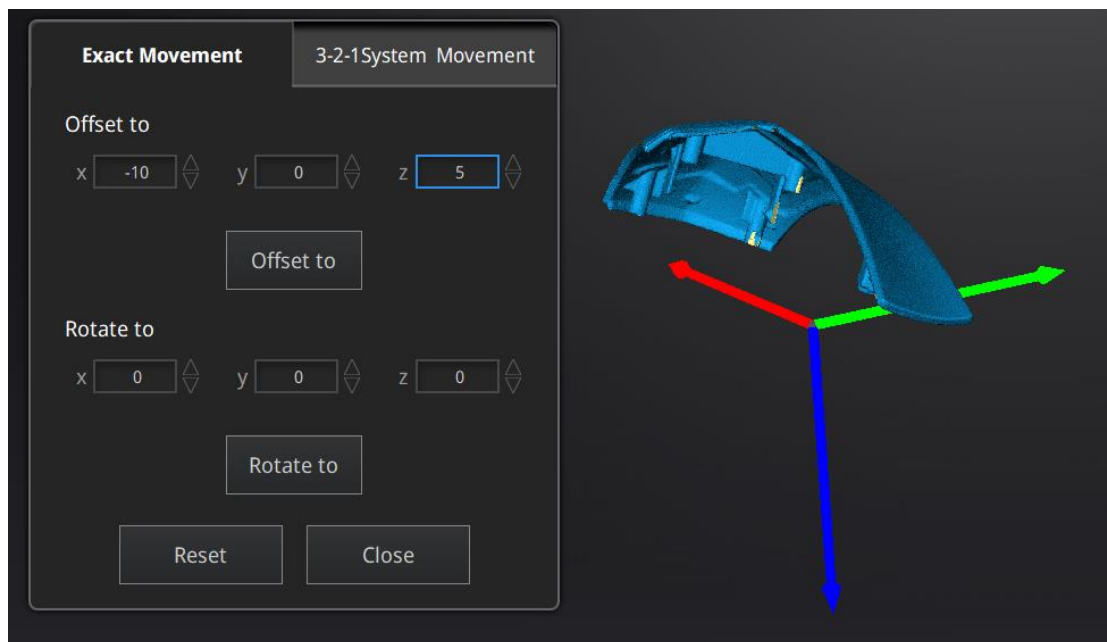 Exact Movement 3-2-1System Movement
Offset to
x -10 y 0 z 5
Offset to
Rotate to
x 0 y 0 z 0
Rotate to
Reset Close